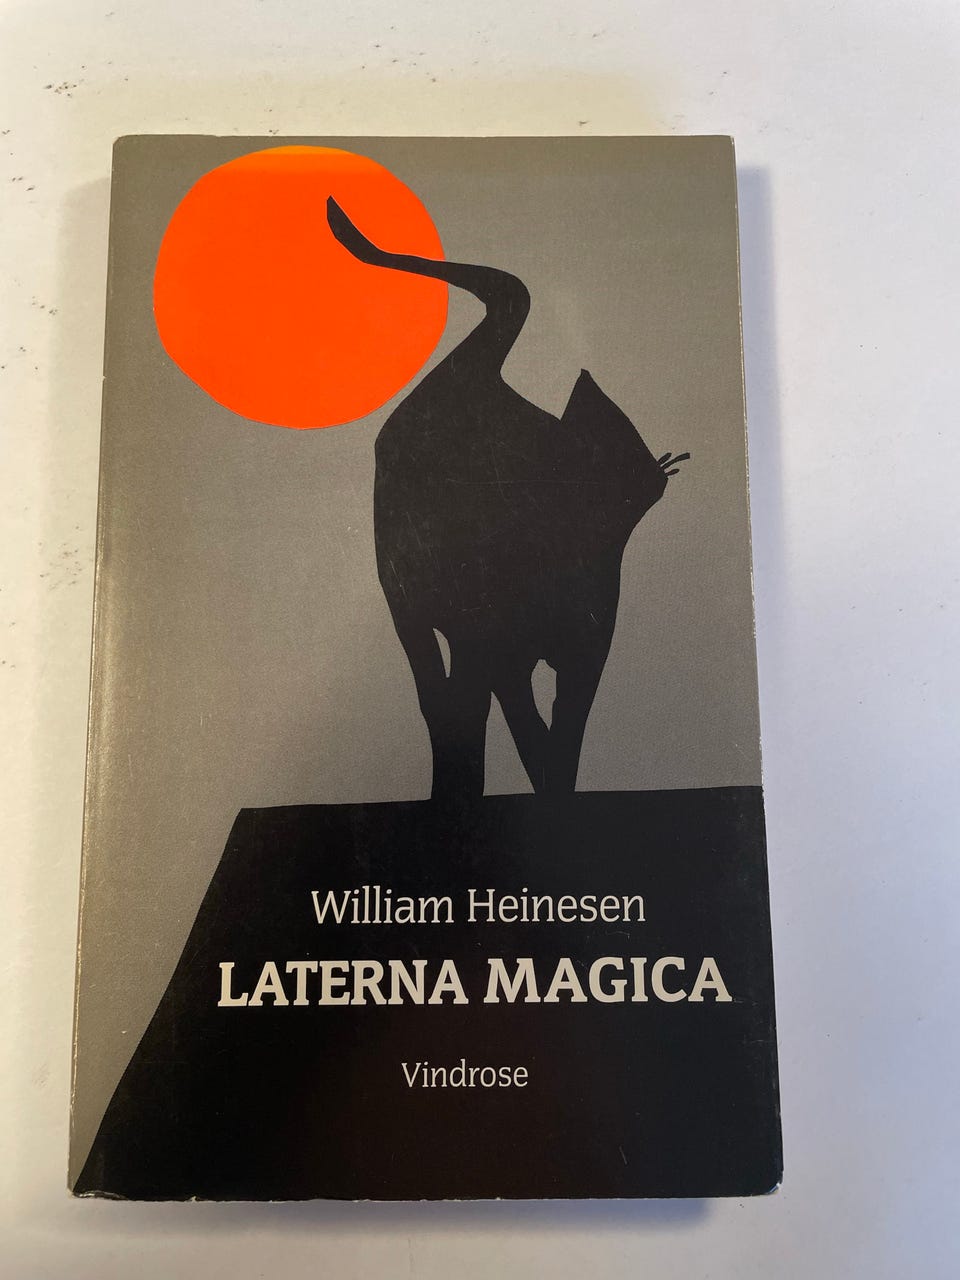 William Heinesen
LATERNA MAGICA
Vindrose